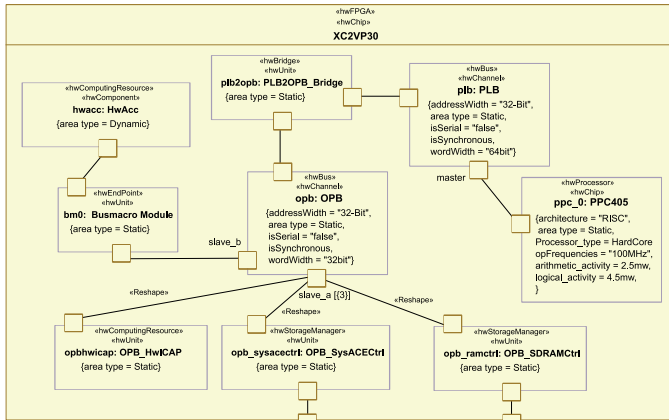 «hwFPGA»
«hwChip»
XC2VP30
«hwComputingResource»
«hwComponent»
hwacc: HwAcc
{area type = Dynamic}
«hwBridge»
«hwUnit»
plb2opb: PLB2OPB_Bridge
{area type = Static}
«hwBus»
«hwChannel»
plb: PLB
{addressWidth = "32-Bit",
area type = Static,
isSerial = "false",
isSynchronous,
wordWidth = "64bit"}
master
«hwEndPoint»
«hwUnit»
bm0: Busmacro Module
{area type = Static}
«hwBus»
«hwChannel»
opb: OPB
{addressWidth = "32-Bit",
area type = Static,
isSerial = "false",
isSynchronous,
wordWidth = "32bit"}
slave_b
slave_a [{3}]
«hwProcessor»
«hwChip»
ppc_0: PPC405
{architecture = "RISC",
area type = Static,
Processor_type = HardCore
opFrequencies = "100MHz",
arithmetic_activity = 2.5mw,
logical_activity = 4.5mw,
}
«Reshape»
«Reshape»
«Reshape»
«hwComputingResource»
«hwUnit»
opbhwicap: OPB_HwICAP
{area type = Static}
«hwStorageManager»
«hwUnit»
opb_sysacectrl: OPB_SysACECtrl
{area type = Static}
«hwStorageManager»
«hwUnit»
opb_ramctrl: OPB_SDRAMCtrl
{area type = Static}